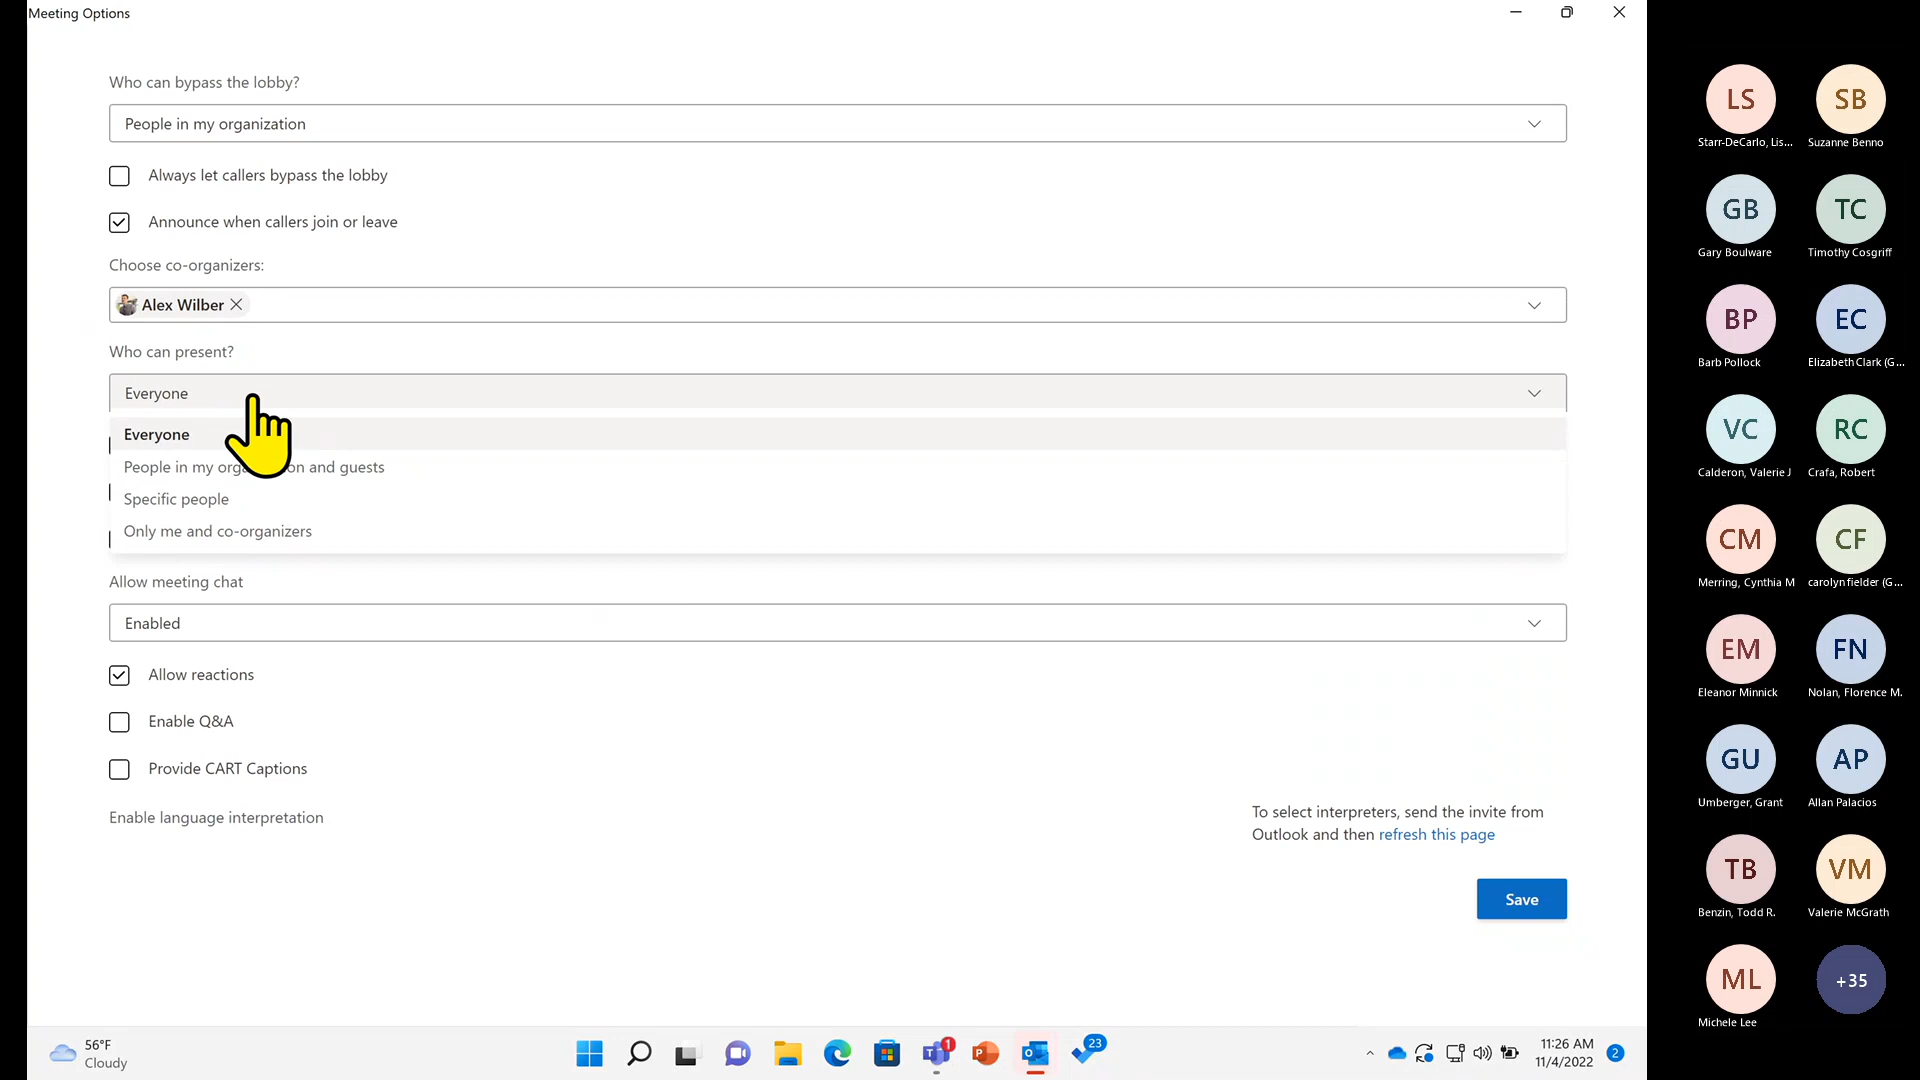 Meeting Options
Who can bypass the lobby?
People in my organization
Always let callers bypass the lobby
Announce when callers join or leave
Choose co-organizers:
Alex Wilber
Who can present?
Everyone
Everyone
People in my orga on and guests
Specific people
Only me and co-organizers
Allow meeting chat
Enabled
Allow reactions
Enable Q&A
Provide CART Captions
Enable language interpretation
To select interpreters, send the invite from
Outlook and then refresh this page
Save
LS
Starr-DeCarlo, Lis...
SB
Suzanne Benno
GB
Gary Boulware
TC
Timothy Cosgriff
BP
Barb Pollock
EC
Elizabeth Clark (G...
VC
Calderon, Valerie J
RC
Crafa, Robert
CM
Merring, Cynthia M
CF
carolyn fielder (G...
EM
Eleanor Minnick
FN
Nolan, Florence M.
GU
Umberger, Grant
AP
Allan Palacios
TB
Benzin, Todd R.
VM
Valerie McGrath
ML
Michele Lee
+35
56°F
Cloudy
1
23
11:26 AM
11/4/2022
2